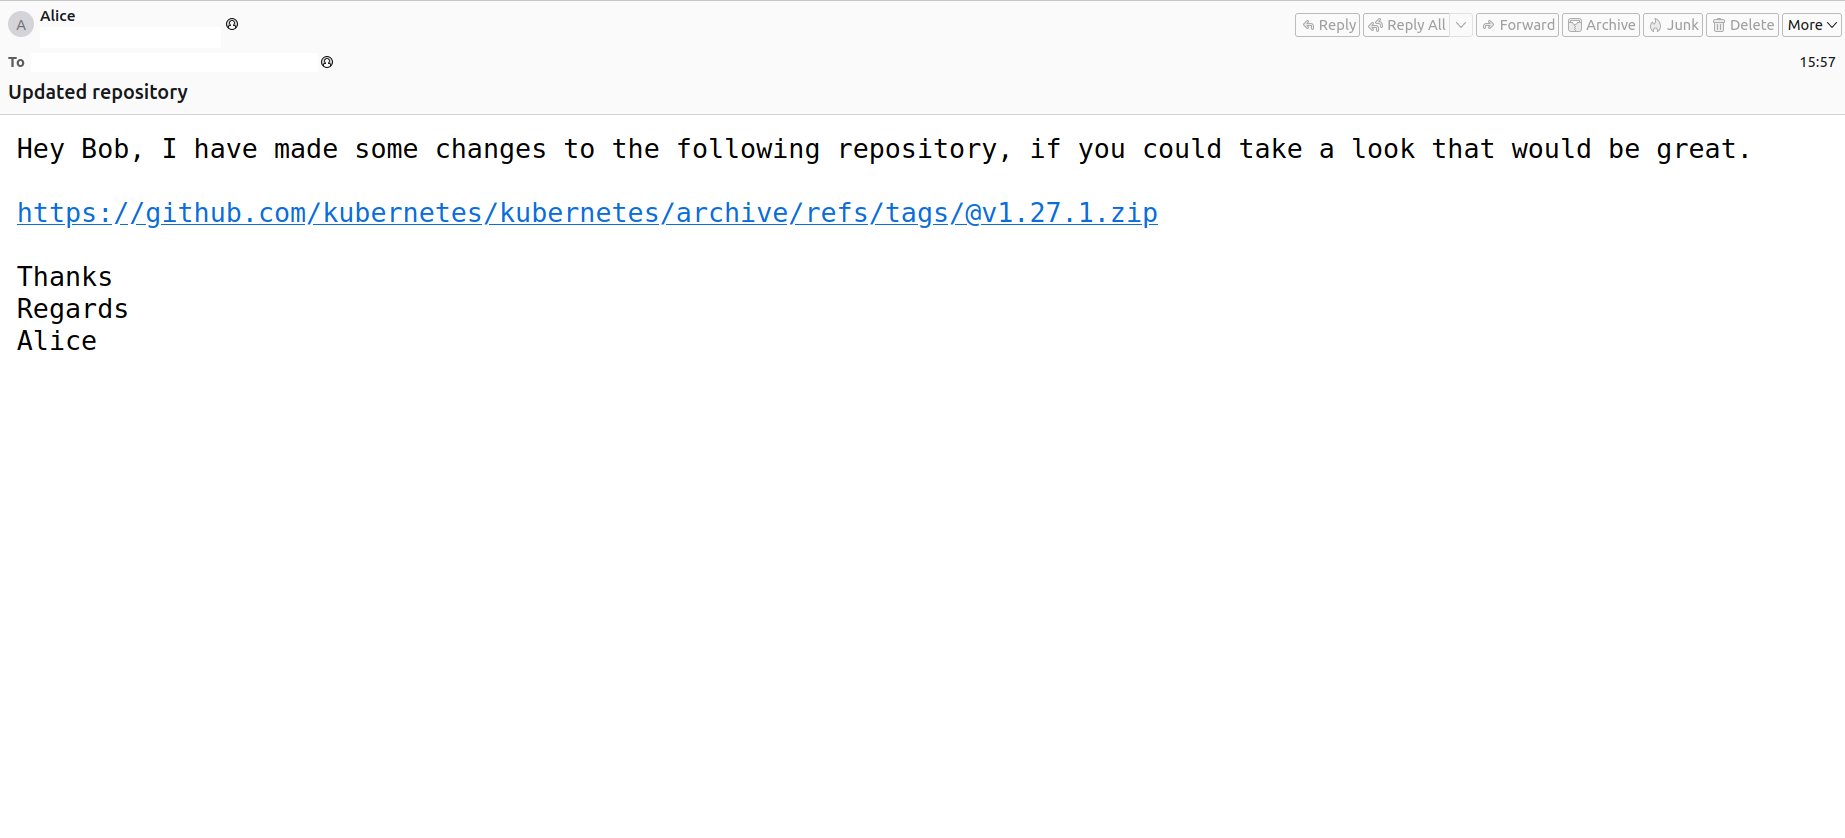 A
Alice
Reply
Reply All
Forward
Archive
Junk
Delete
More
To
15:57
Updated repository
Hey Bob, I have made some changes to the following repository, if you could take a look that would be great.
https://github.com/kubernetes/kubernetes/archive/refs/tags/@v1.27.1.zip
Thanks
Regards
Alice